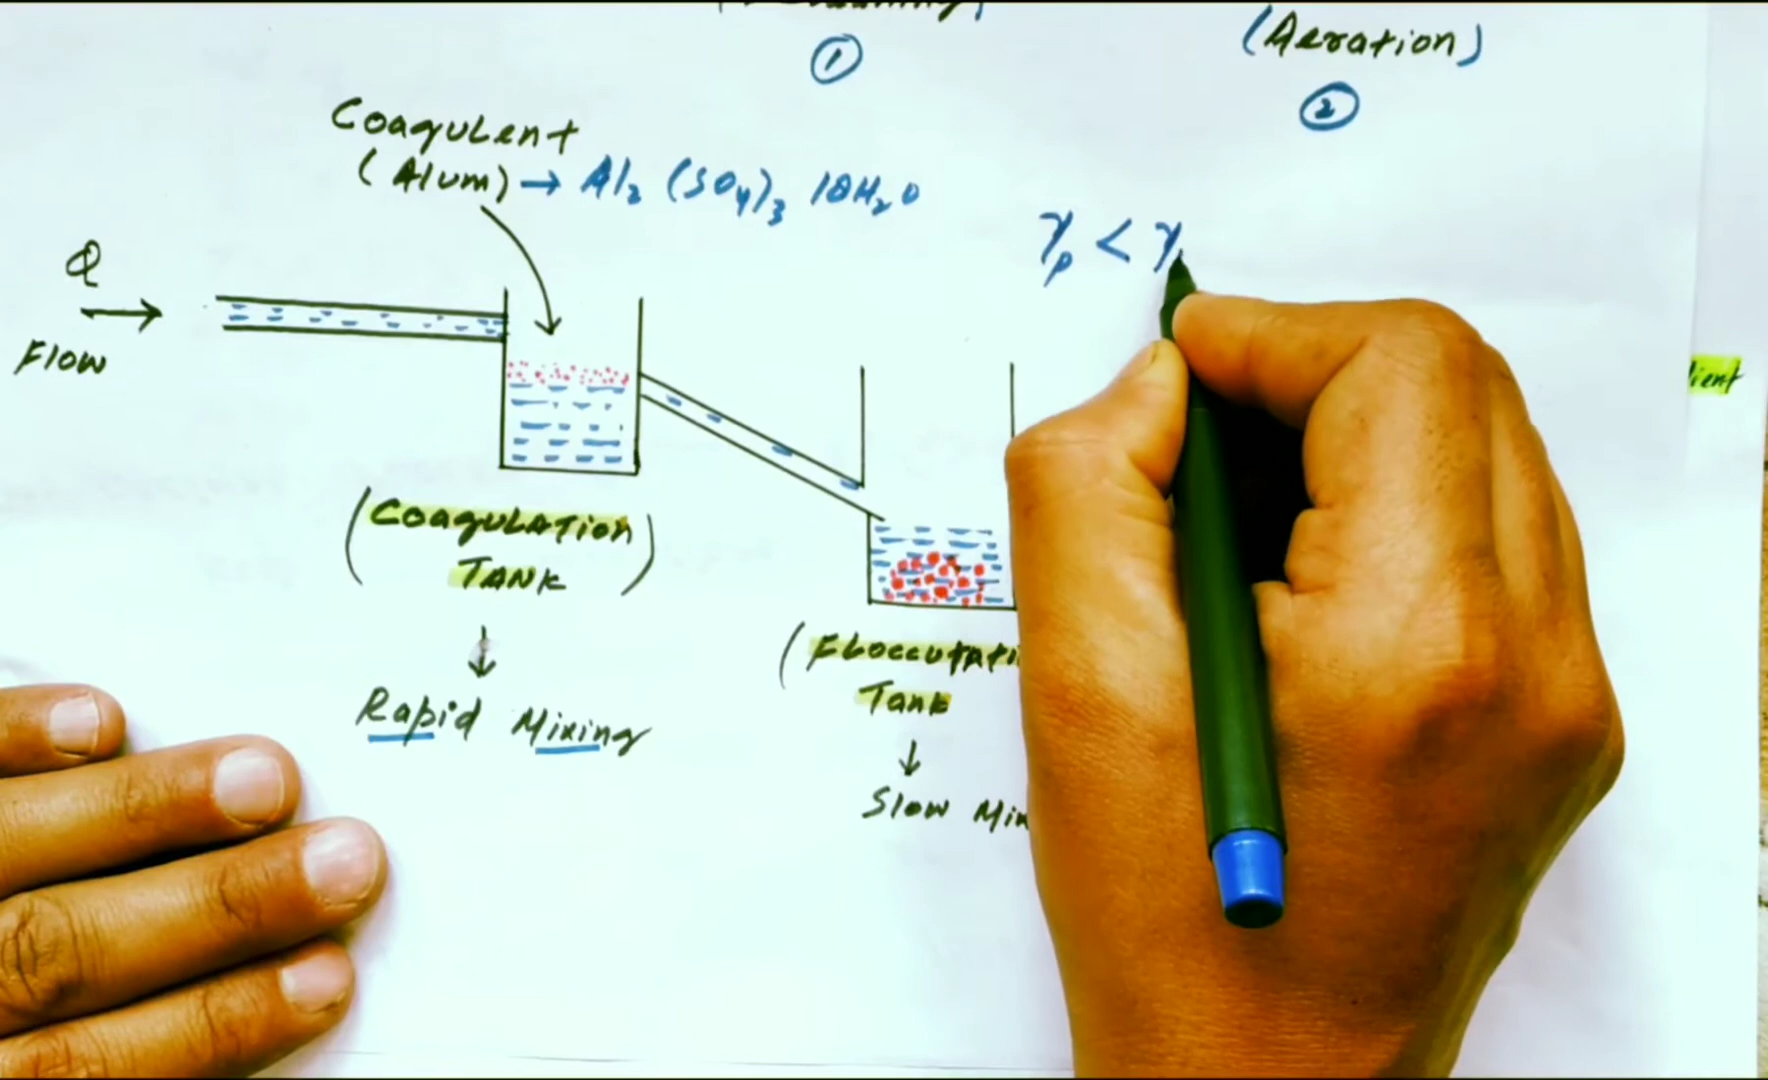 (Aeration)
①
②
Coagulent
(Alum) → Al₂ (SO₄)₃ 18H₂O
γp < γ
Q
Flow
(COAGULATION
TANK)
Rapid Mixing
Tank
Slow